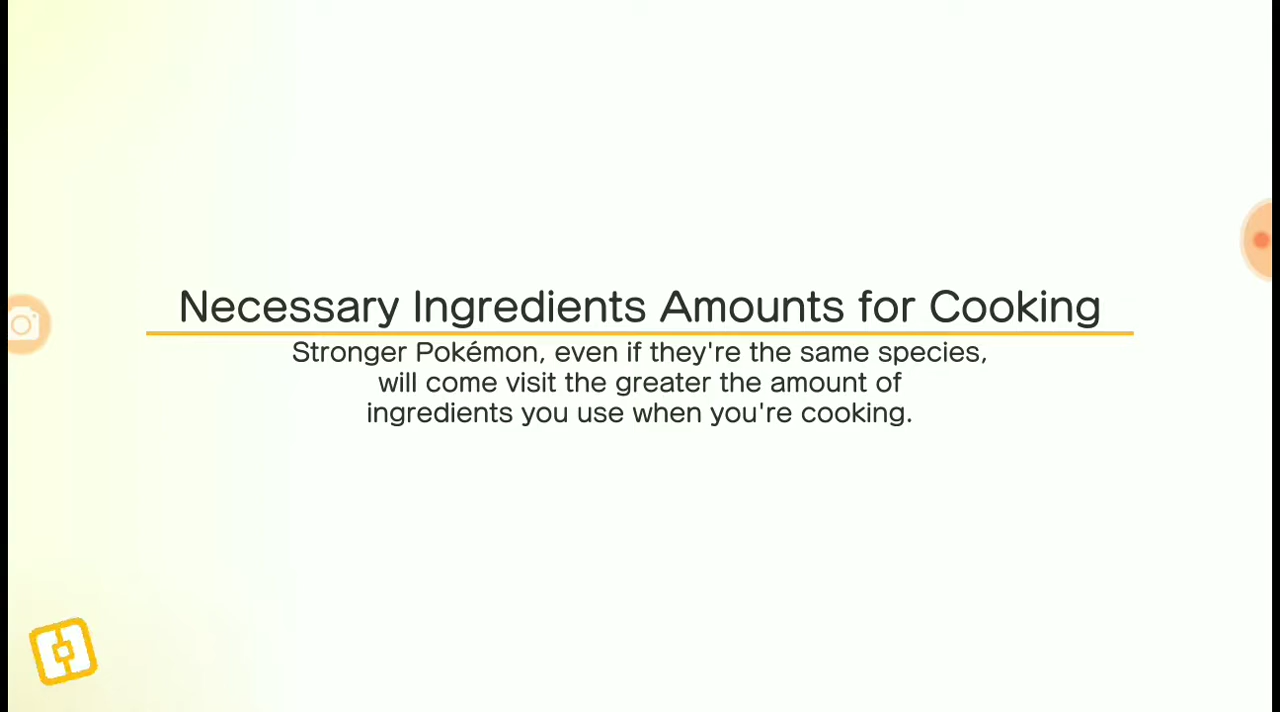 Necessary Ingredients Amounts for Cooking
Stronger Pokémon, even if they're the same species,
will come visit the greater the amount of
ingredients you use when you're cooking.